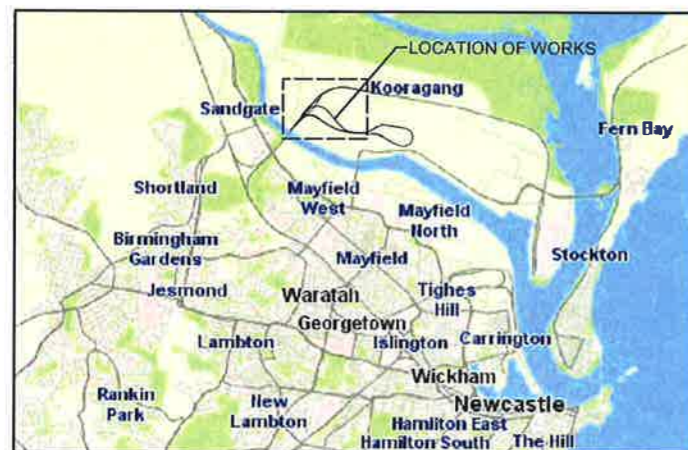 LOCATION OF WORKS
Kooragang
Sandgate
Fern Bay
Shortland
Mayfield
West
Mayfield
North
Birmingham
Gardens
Mayfield
Stockton
Jesmond
Waratah
Tighes
Hill
Georgetown
Lambton
Islington
Carrington
Wickham
Rankin
Park
New
Lambton
Newcastle
Hamilton East
Hamilton South
The Hill